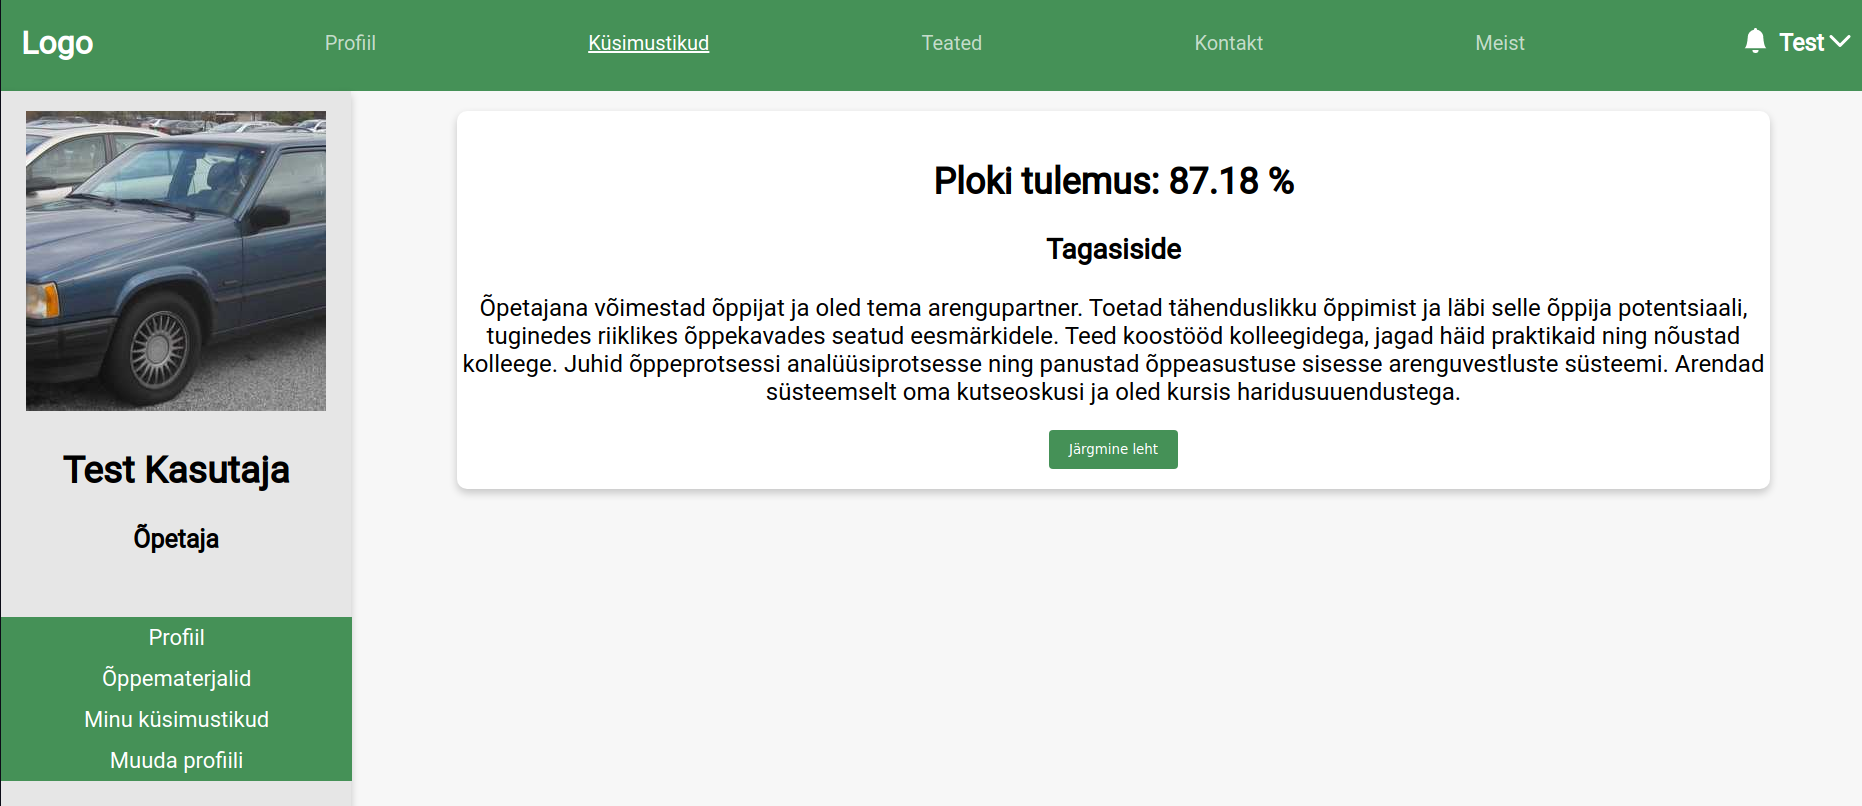 Logo
Profiil
Küsimustikud
Teated
Kontakt
Meist
Test
Test Kasutaja
Õpetaja
Profiil
Õppematerjalid
Minu küsimustikud
Muuda profiili
Ploki tulemus: 87.18 %
Tagasiside
Õpetajana võimestad õppijat ja oled tema arengupartner. Toetad tähenduslikku õppimist ja läbi selle õppija potentsiaali,
tuginedes riiklikes õppekavades seatud eesmärkidele. Teed koostööd kolleegidega, jagad häid praktikaid ning nõustad
kolleege. Juhid õppeprotsessi analüüsiprotsesse ning panustad õppeasustuse sisesse arenguvestluste süsteemi. Arendad
süsteemselt oma kutseoskusi ja oled kursis haridusuuendustega.
Järgmine leht